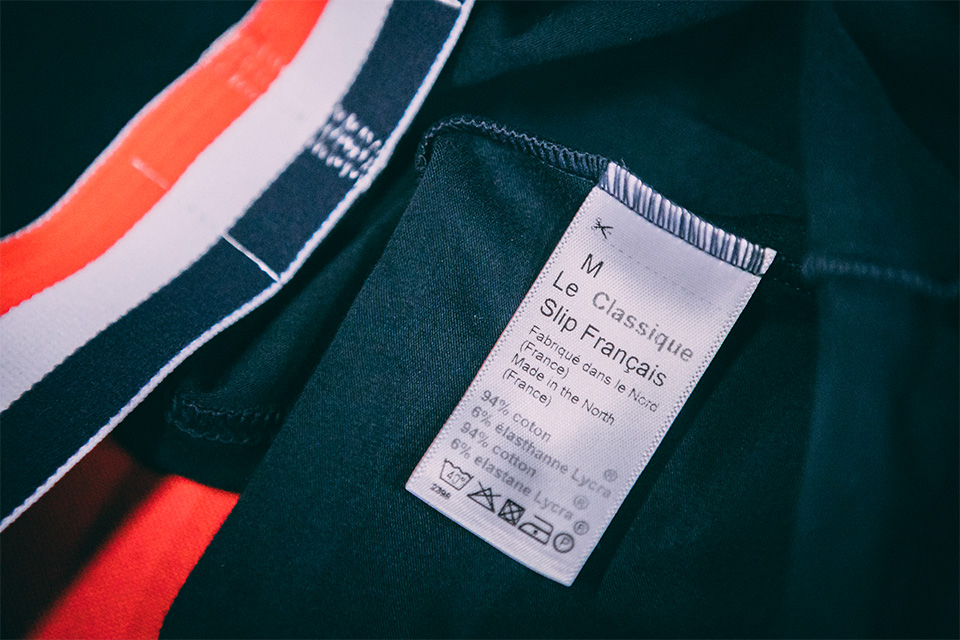 M
Le Classique
Slip Français
Fabriqué dans le Nord
(France)
Made in the North
(France)
94% coton
6% élasthanne Lycra ®
94% cotton ®
6% elastane Lycra ®
40°
P